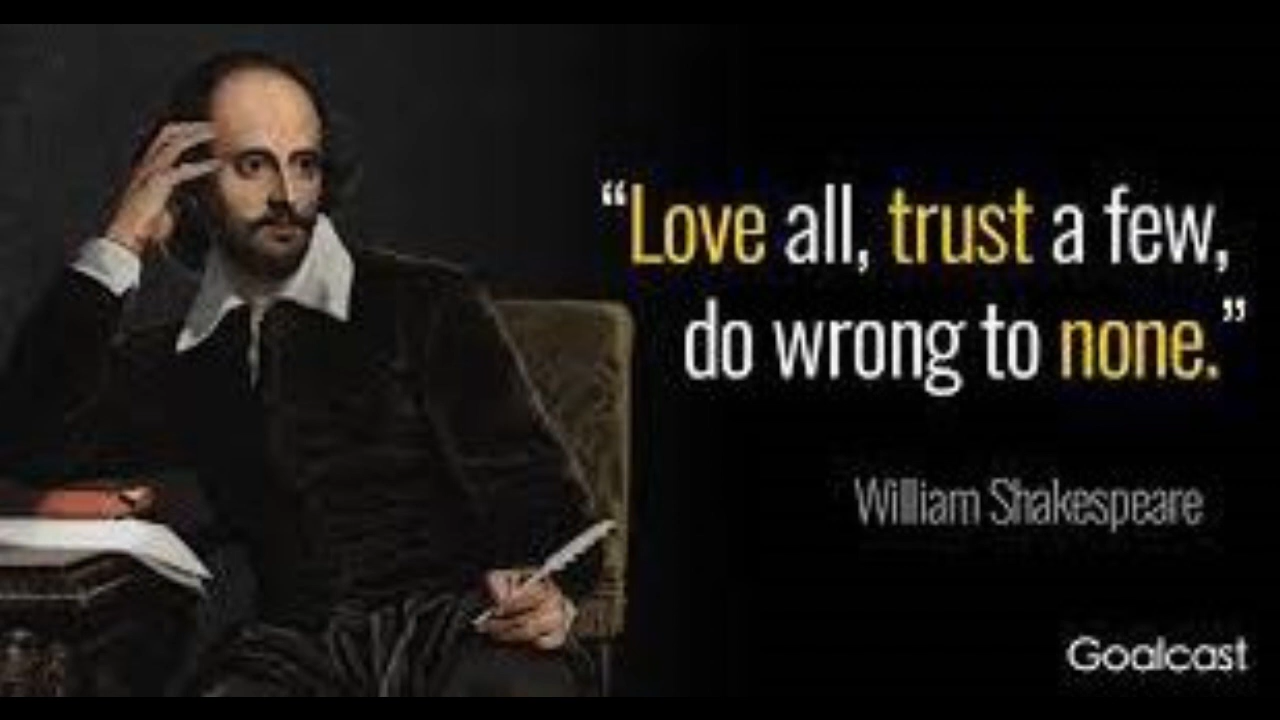 “Love all, trust a few,
do wrong to none.”
William Shakespeare
Goalcast